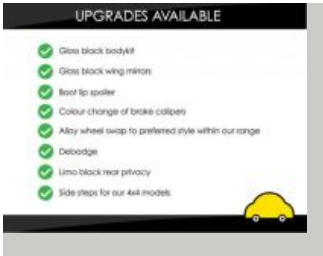 UPGRADES AVAILABLE
Gloss black bodykit
Gloss black wing mirrors
Boot lip spoiler
Colour change of brake calipers
Alloy wheel swap to preferred style within our range
Debadge
Limo black rear privacy
Side steps for our 4x4 models